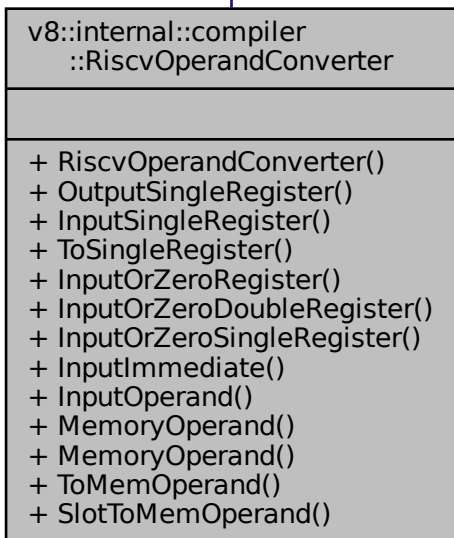 v8::internal::compiler
::RiscvOperandConverter
+ RiscvOperandConverter()
+ OutputSingleRegister()
+ InputSingleRegister()
+ ToSingleRegister()
+ InputOrZeroRegister()
+ InputOrZeroDoubleRegister()
+ InputOrZeroSingleRegister()
+ InputImmediate()
+ InputOperand()
+ MemoryOperand()
+ MemoryOperand()
+ ToMemOperand()
+ SlotToMemOperand()